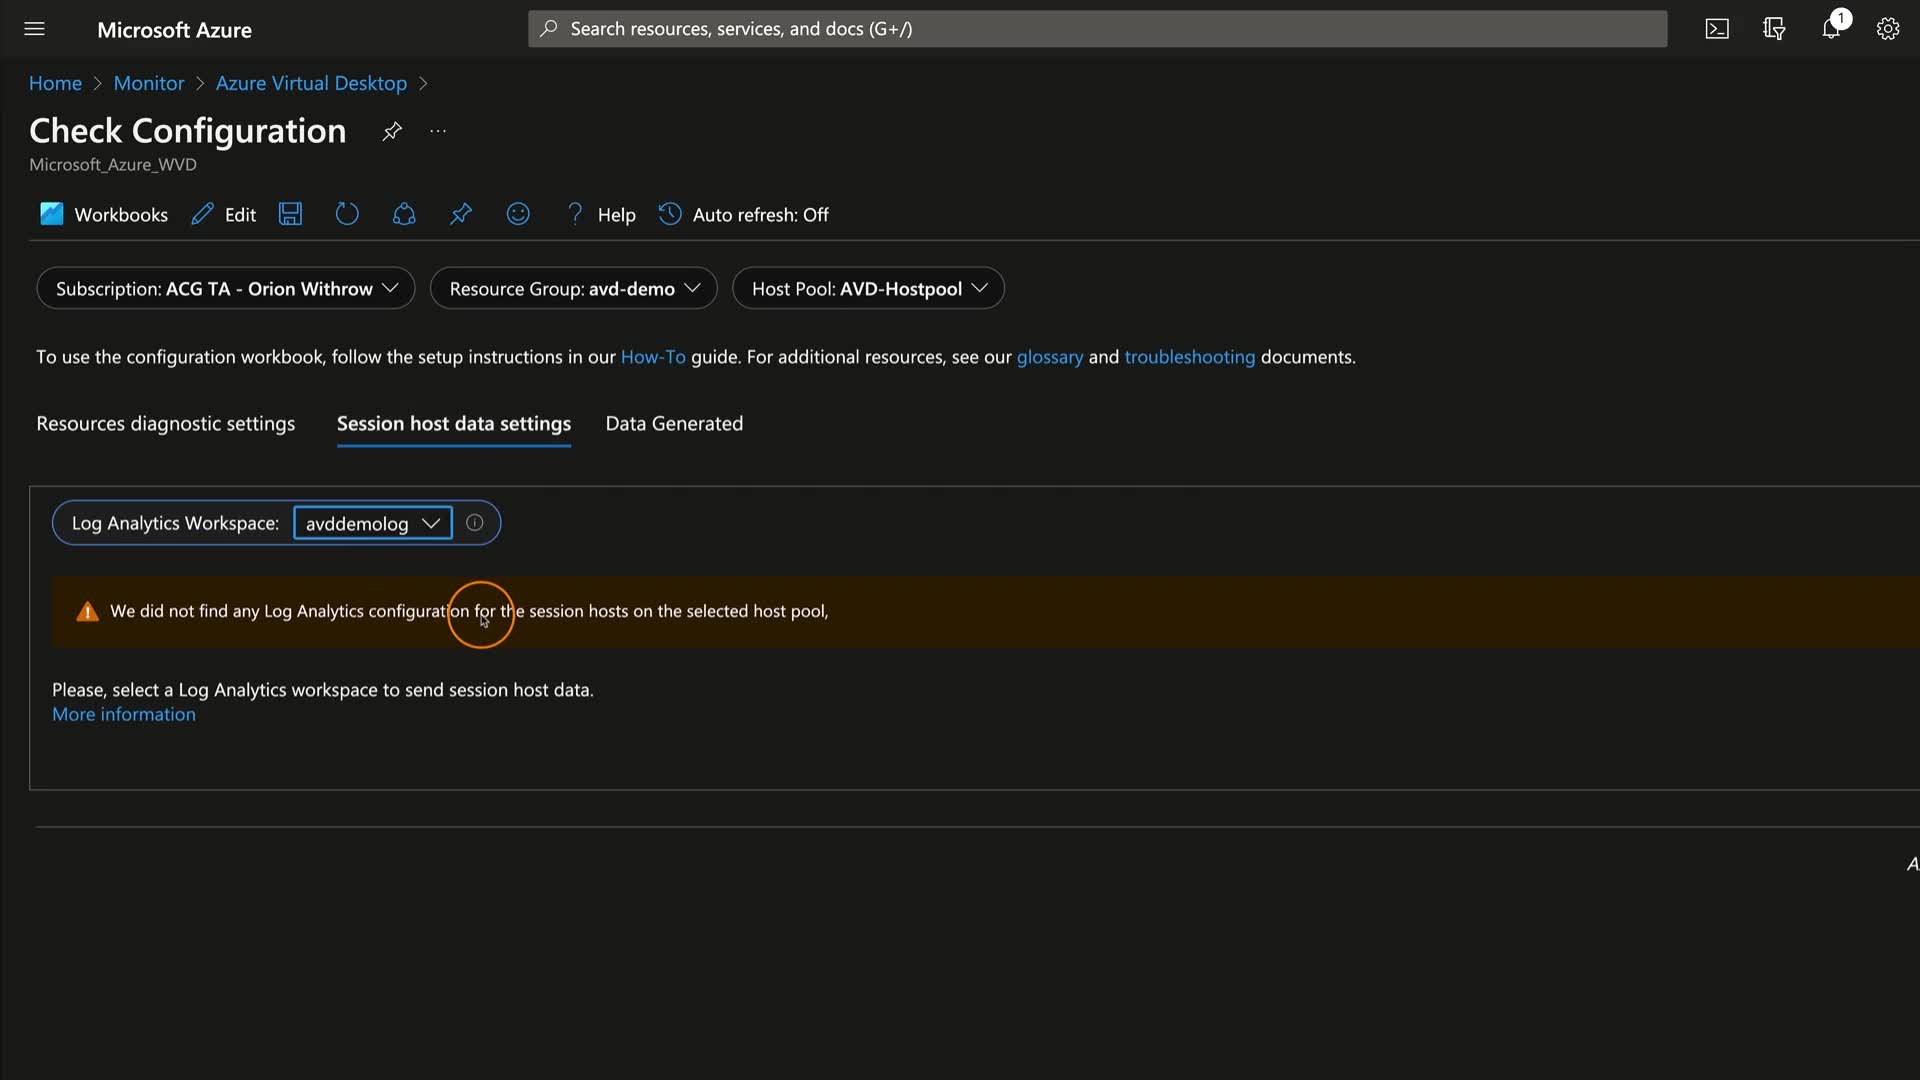 Microsoft Azure
Search resources, services, and docs (G+/)
1
Home > Monitor > Azure Virtual Desktop >
Check Configuration ...
Microsoft_Azure_WVD
Workbooks Edit ? Help Auto refresh: Off
Subscription: ACG TA - Orion Withrow Resource Group: avd-demo Host Pool: AVD-Hostpool
To use the configuration workbook, follow the setup instructions in our How-To guide. For additional resources, see our glossary and troubleshooting documents.
Resources diagnostic settings Session host data settings Data Generated
Log Analytics Workspace: avddemolog
We did not find any Log Analytics configuration for the session hosts on the selected host pool,
Please, select a Log Analytics workspace to send session host data.
More information
A